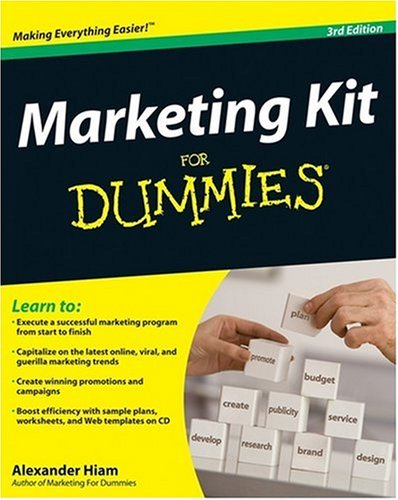 Making Everything Easier!™
3rd Edition
Marketing Kit
FOR
DUMMIES®
Learn to:
• Execute a successful marketing program
from start to finish
• Capitalize on the latest online, viral, and
guerilla marketing trends
• Create winning promotions and
campaigns
• Boost efficiency with sample plans,
worksheets, and Web templates on CD
Alexander Hiam
Author of Marketing For Dummies
plan
promote
budget
create
publicity
service
develop
research
brand
design